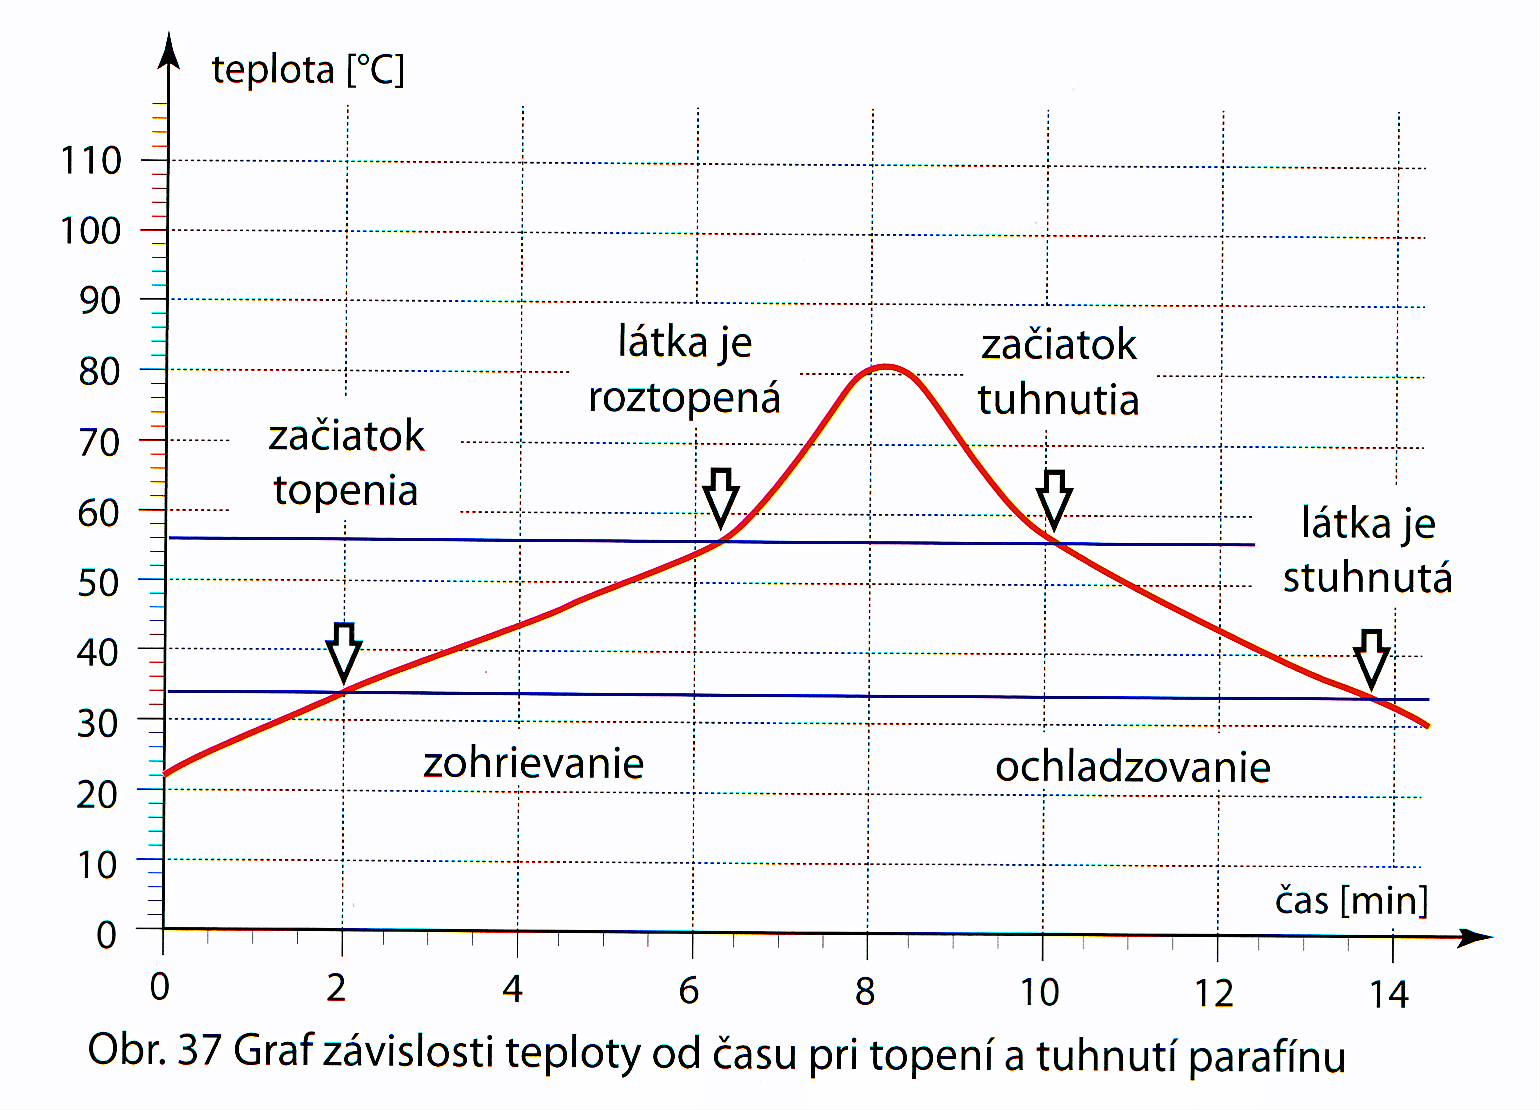 teplota [°C]
110
100
90
80
70
60
50
40
30
20
10
0
začiatok
topenia
látka je
roztopená
začiatok
tuhnutia
látka je
stuhnutá
zohrievanie
ochladzovanie
čas [min]
0 2 4 6 8 10 12 14
Obr. 37 Graf závislosti teploty od času pri topení a tuhnutí parafínu